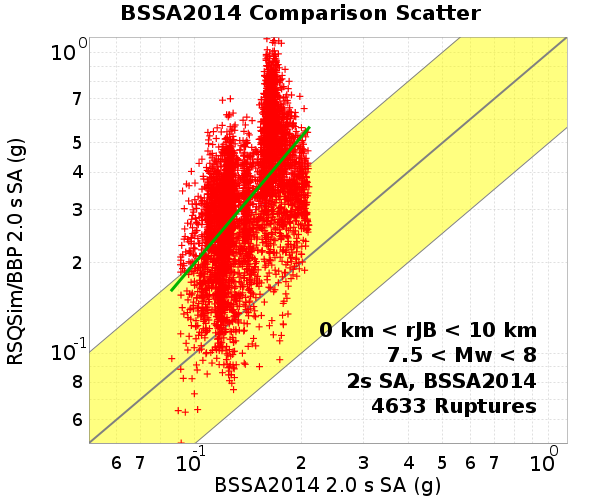 BSSA2014 Comparison Scatter
RSQSim/BBP 2.0 s SA (g)
10⁰
7
5
4
3
2
10⁻¹
8
6
0 km < rJB < 10 km
7.5 < Mw < 8
2s SA, BSSA2014
4633 Ruptures
6 7 10⁻¹ 2 3 4 5 6 7 10⁰
BSSA2014 2.0 s SA (g)